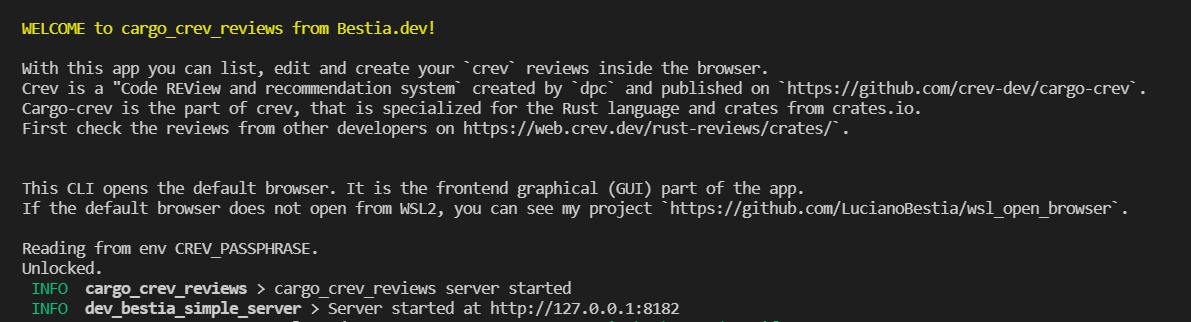 WELCOME to cargo_crev_reviews from Bestia.dev!
With this app you can list, edit and create your `crev` reviews inside the browser.
Crev is a "Code REView and recommendation system` created by `dpc` and published on `https://github.com/crev-dev/cargo-crev`.
Cargo-crev is the part of crev, that is specialized for the Rust language and crates from crates.io.
First check the reviews from other developers on https://web.crev.dev/rust-reviews/crates/`.
This CLI opens the default browser. It is the frontend graphical (GUI) part of the app.
If the default browser does not open from WSL2, you can see my project `https://github.com/LucianoBestia/wsl_open_browser`.
Reading from env CREV_PASSPHRASE.
Unlocked.
INFO cargo_crev_reviews > cargo_crev_reviews server started
INFO dev_bestia_simple_server > Server started at http://127.0.0.1:8182